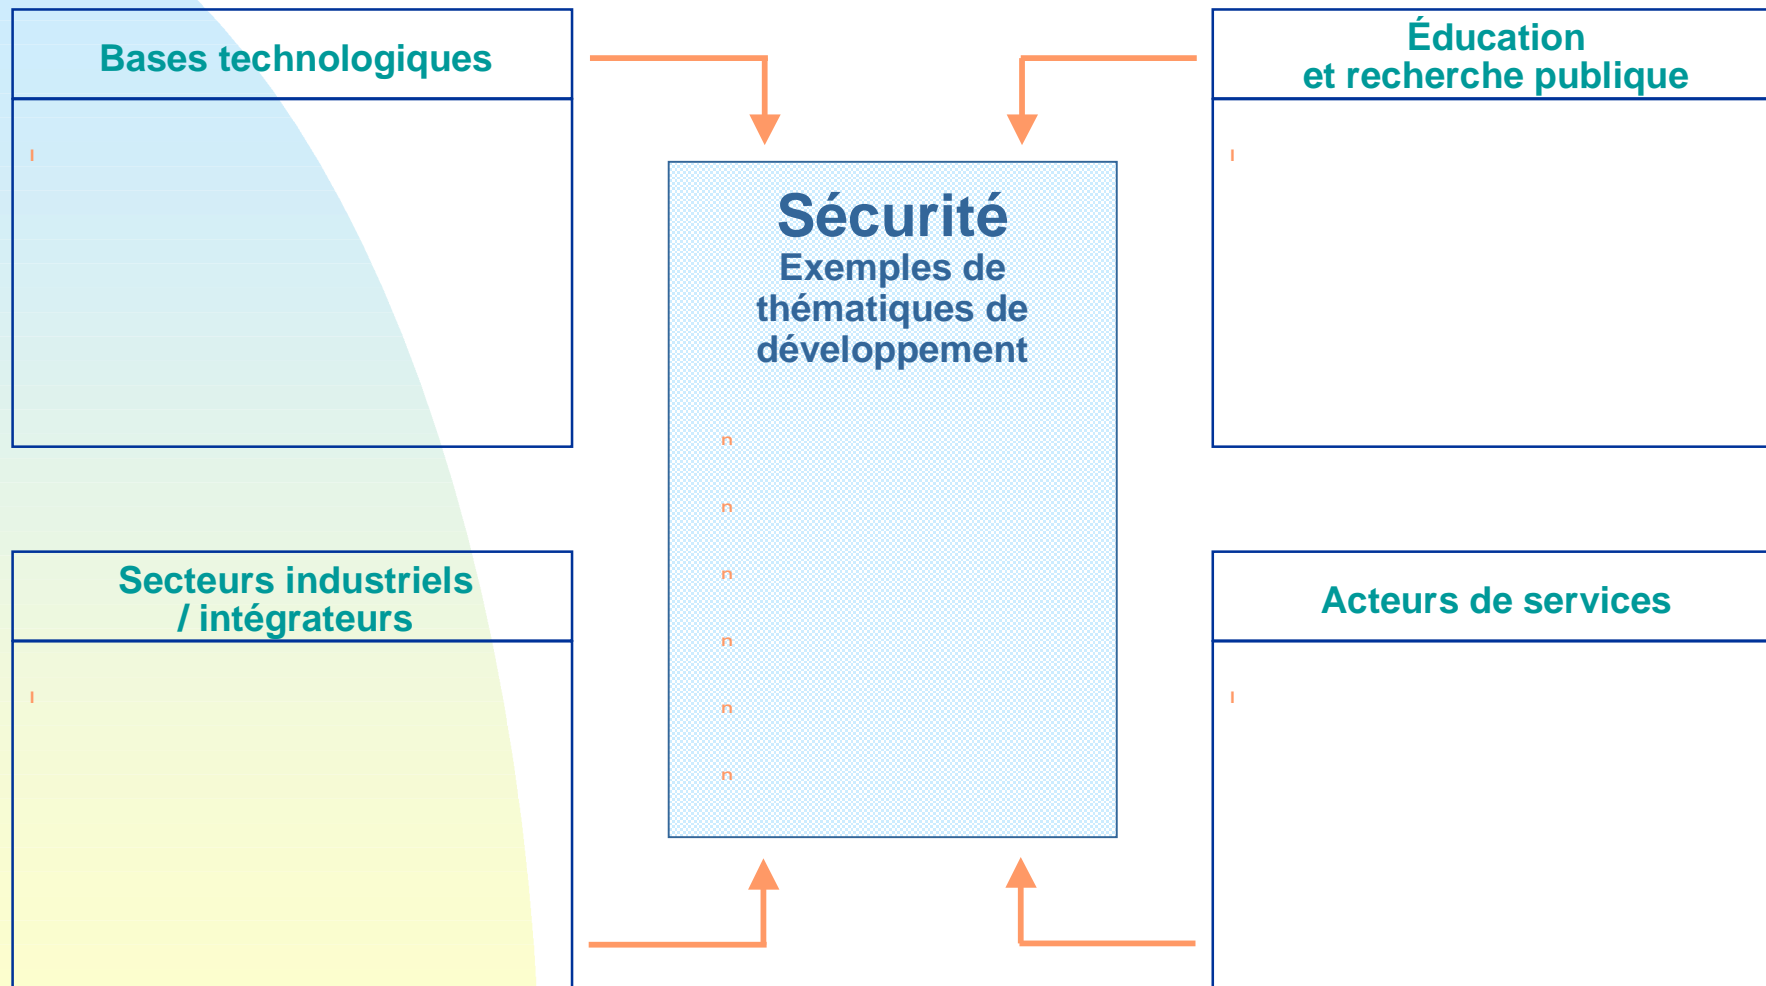 Bases technologiques
Éducation
et recherche publique
Sécurité
Exemples de
thématiques de
développement
n
n
n
n
n
n
Secteurs industriels
/ intégrateurs
Acteurs de services